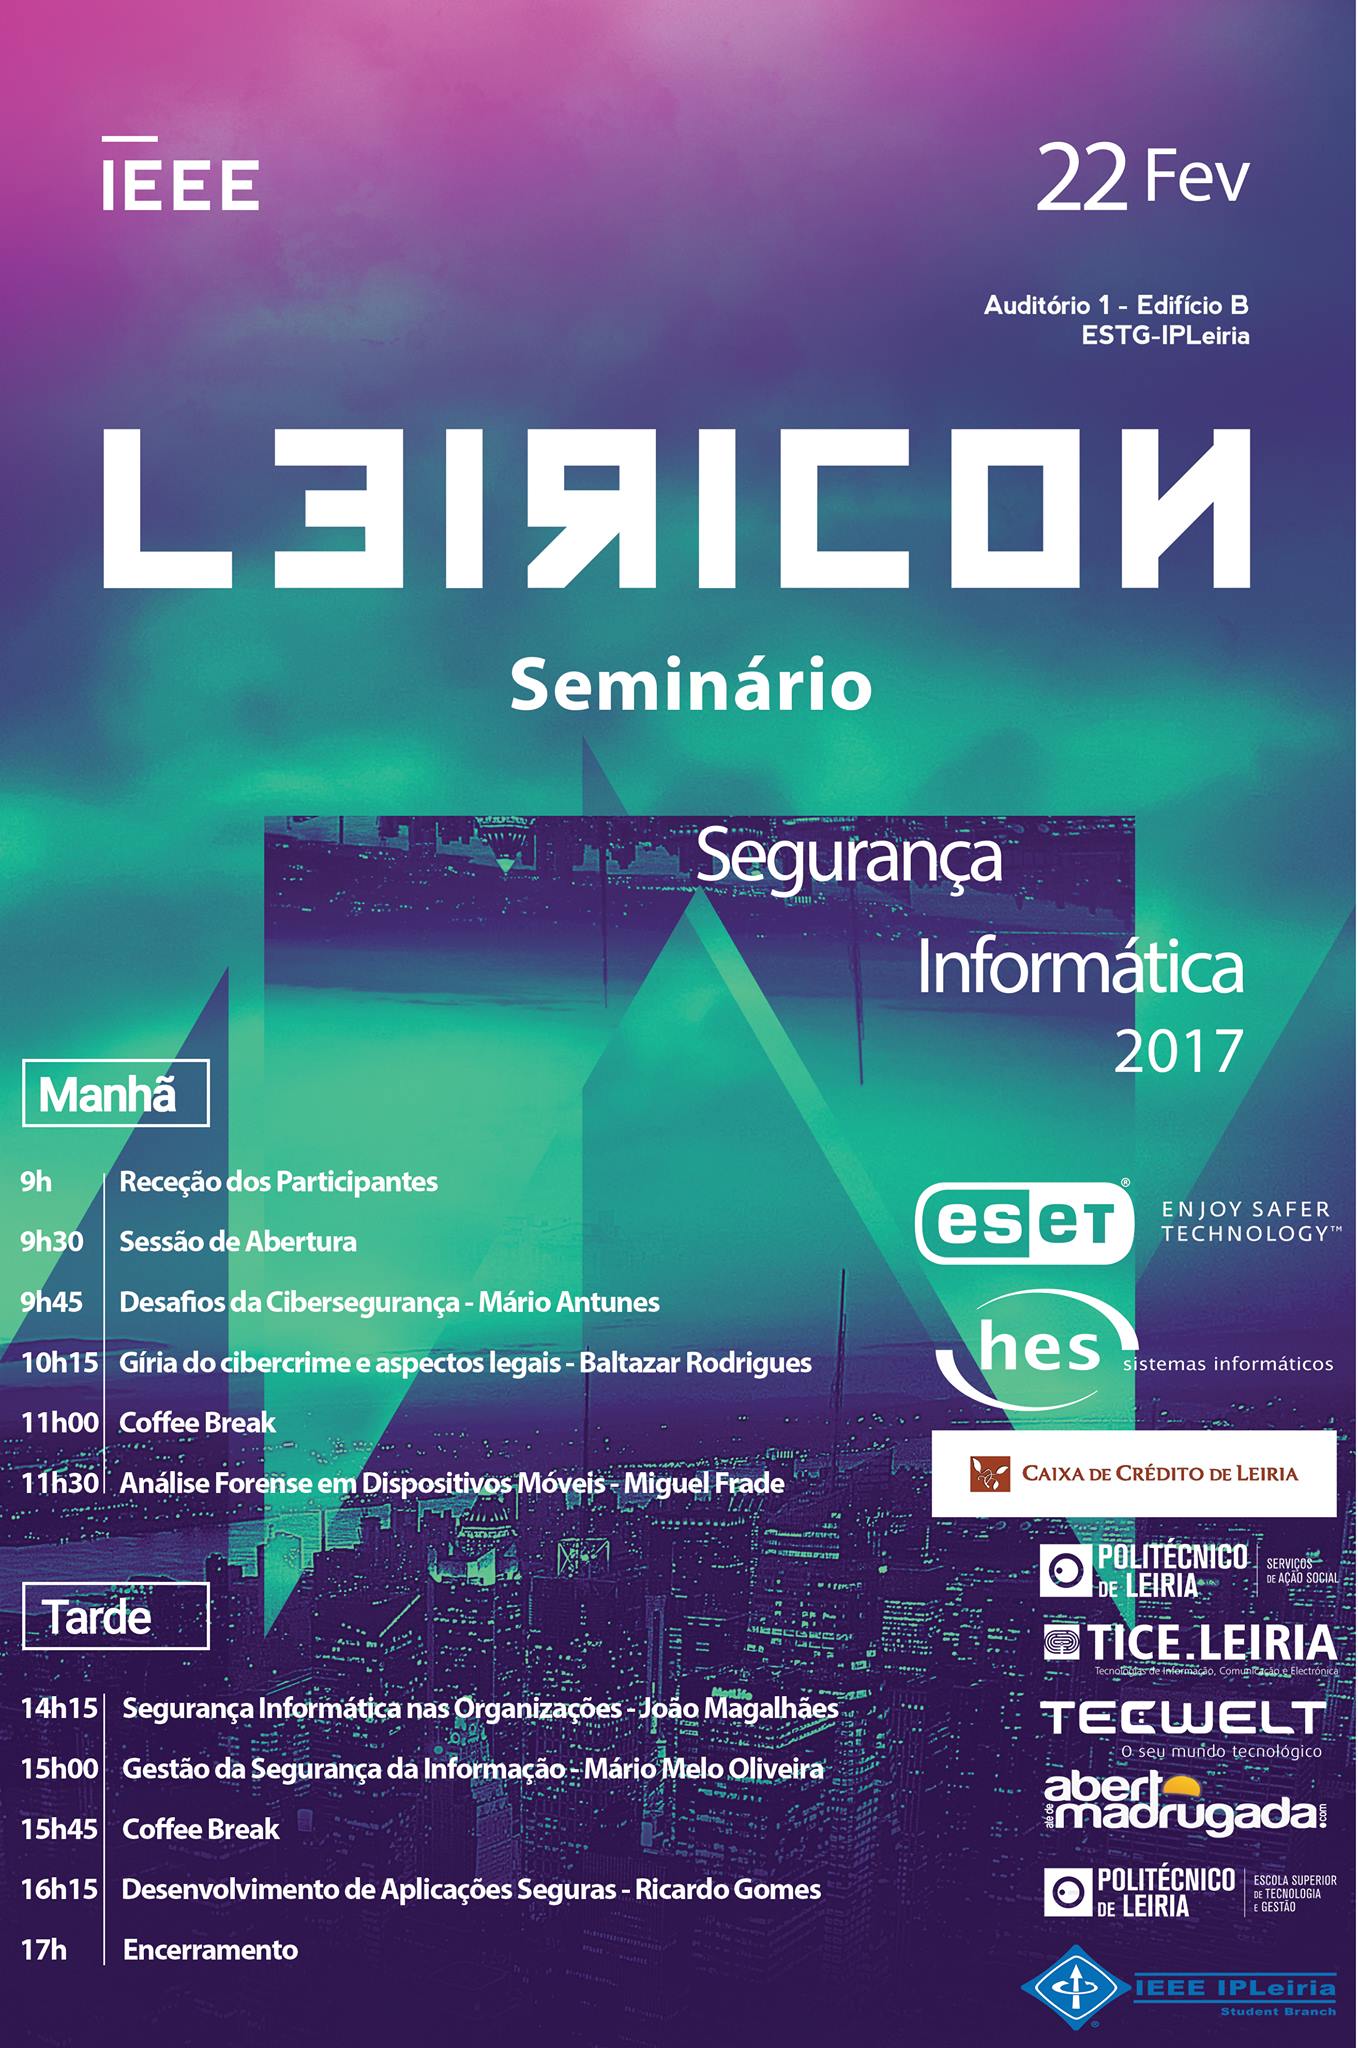 IEEE
22 Fev
Auditório 1 - Edifício B
ESTG-IPLeiria
LEIRICON
Seminário
Segurança
Informática
2017
Manhã
9h Receção dos Participantes
9h30 Sessão de Abertura
9h45 Desafios da Cibersegurança - Mário Antunes
10h15 Gíria do cibercrime e aspectos legais - Baltazar Rodrigues
11h00 Coffee Break
11h30 Análise Forense em Dispositivos Móveis - Miguel Frade
Tarde
14h15 Segurança Informática nas Organizações - João Magalhães
15h00 Gestão da Segurança da Informação - Mário Melo Oliveira
15h45 Coffee Break
16h15 Desenvolvimento de Aplicações Seguras - Ricardo Gomes
17h Encerramento
eseT®
ENJOY SAFER
TECHNOLOGY™
hes
sistemas informáticos
CAIXA DE CRÉDITO DE LEIRIA
POLITÉCNICO
DE LEIRIA
SERVIÇOS
DE AÇÃO SOCIAL
TICE.LEIRIA
Tecnologias de Informação, Comunicação e Electrónica
TECWELT
O seu mundo tecnológico
aberto
até de madrugada.com
POLITÉCNICO
DE LEIRIA
ESCOLA SUPERIOR
DE TECNOLOGIA
E GESTÃO
IEEE IPLeiria
Student Branch
®